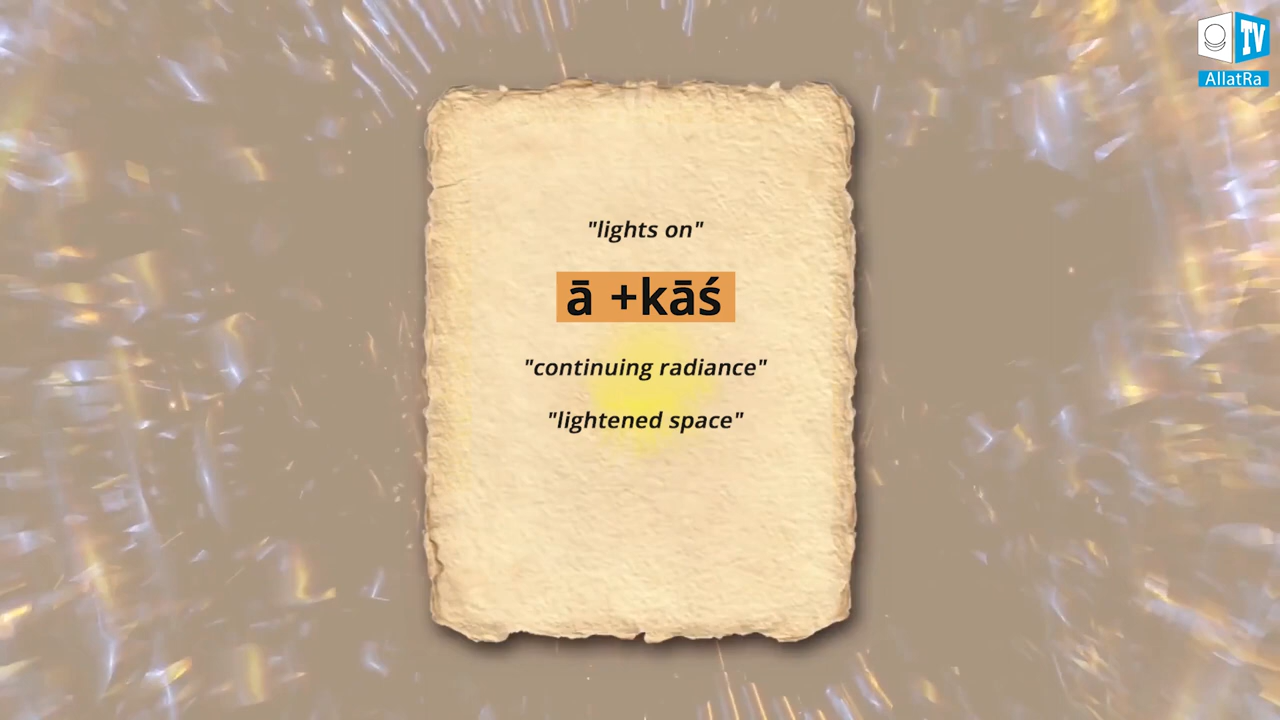 TV
AllatRa
"lights on"
ā +kāś
"continuing radiance"
"lightened space"